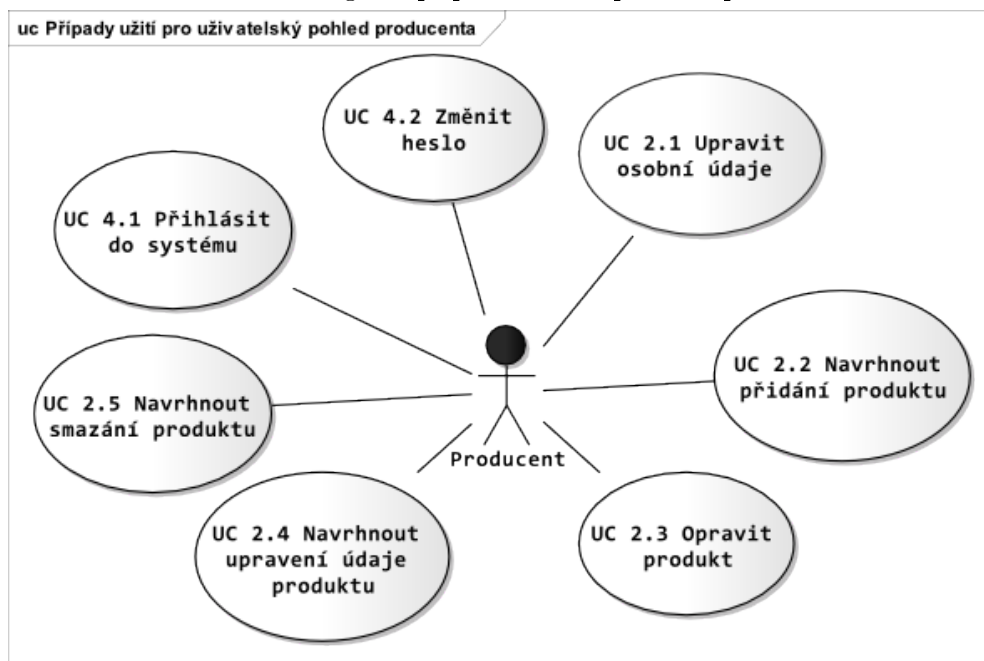 uc Případy užití pro uživatelský pohled producenta
UC 4.2 Změnit
heslo
UC 2.1 Upravit
osobní údaje
UC 4.1 Přihlásit
do systému
UC 2.2 Navrhnout
přidání produktu
UC 2.5 Navrhnout
smazání produktu
Producent
UC 2.4 Navrhnout
upravení údaje
produktu
UC 2.3 Opravit
produkt